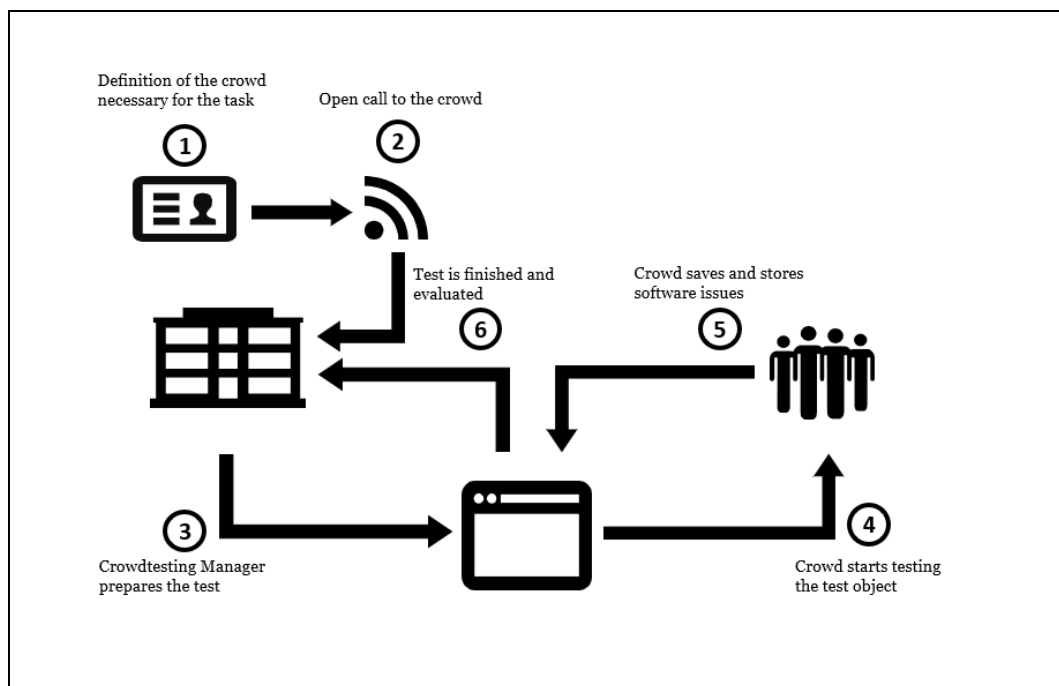 Definition of the crowd
necessary for the task
1
Open call to the crowd
2
Test is finished and
evaluated
6
Crowd saves and stores
software issues
5
3
Crowdtesting Manager
prepares the test
4
Crowd starts testing
the test object